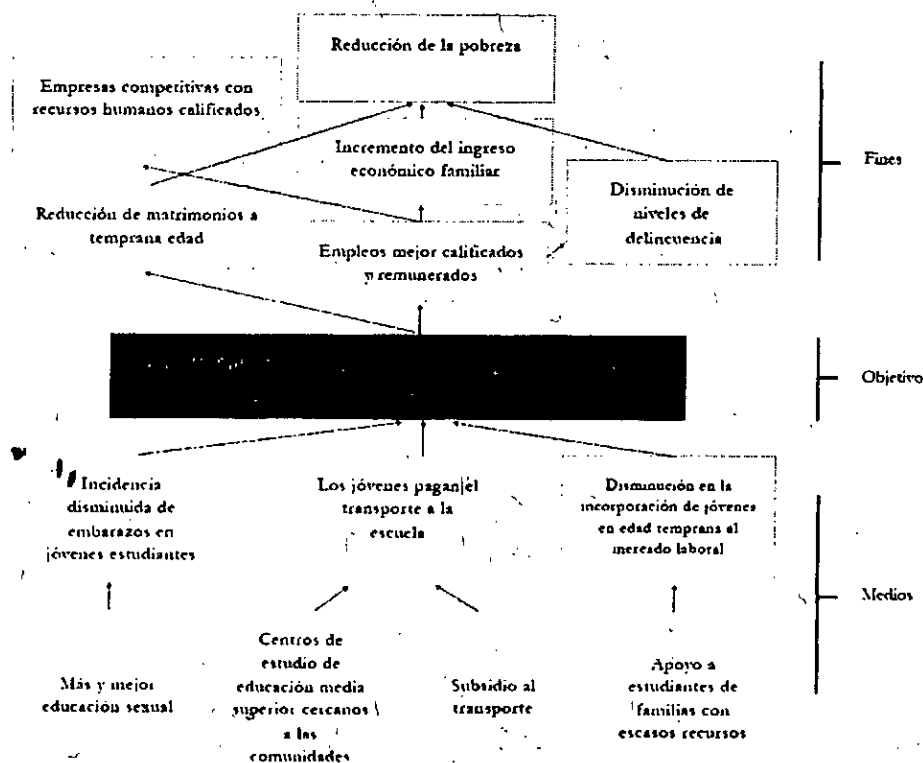 Reducción de la pobreza
Empresas competitivas con
recursos humanos calificados
Incremento del ingreso
económico familiar
Fines
Disminución de
niveles de
delincuencia
Reducción de matrimonios a
temprana edad
Empleos mejor calificados
y remunerados
Objetivo
Incidencia
disminuida de
embarazos en
jóvenes estudiantes
Los jóvenes pagan el
transporte a la
escuela
Disminución en la
incorporación de jóvenes
en edad temprana al
mercado laboral
Medios
Más y mejor
educación sexual
Centros de
estudio de
educación media
superior cercanos
a las
comunidades
Subsidio al
transporte
Apoyo a
estudiantes de
familias con
escasos recursos